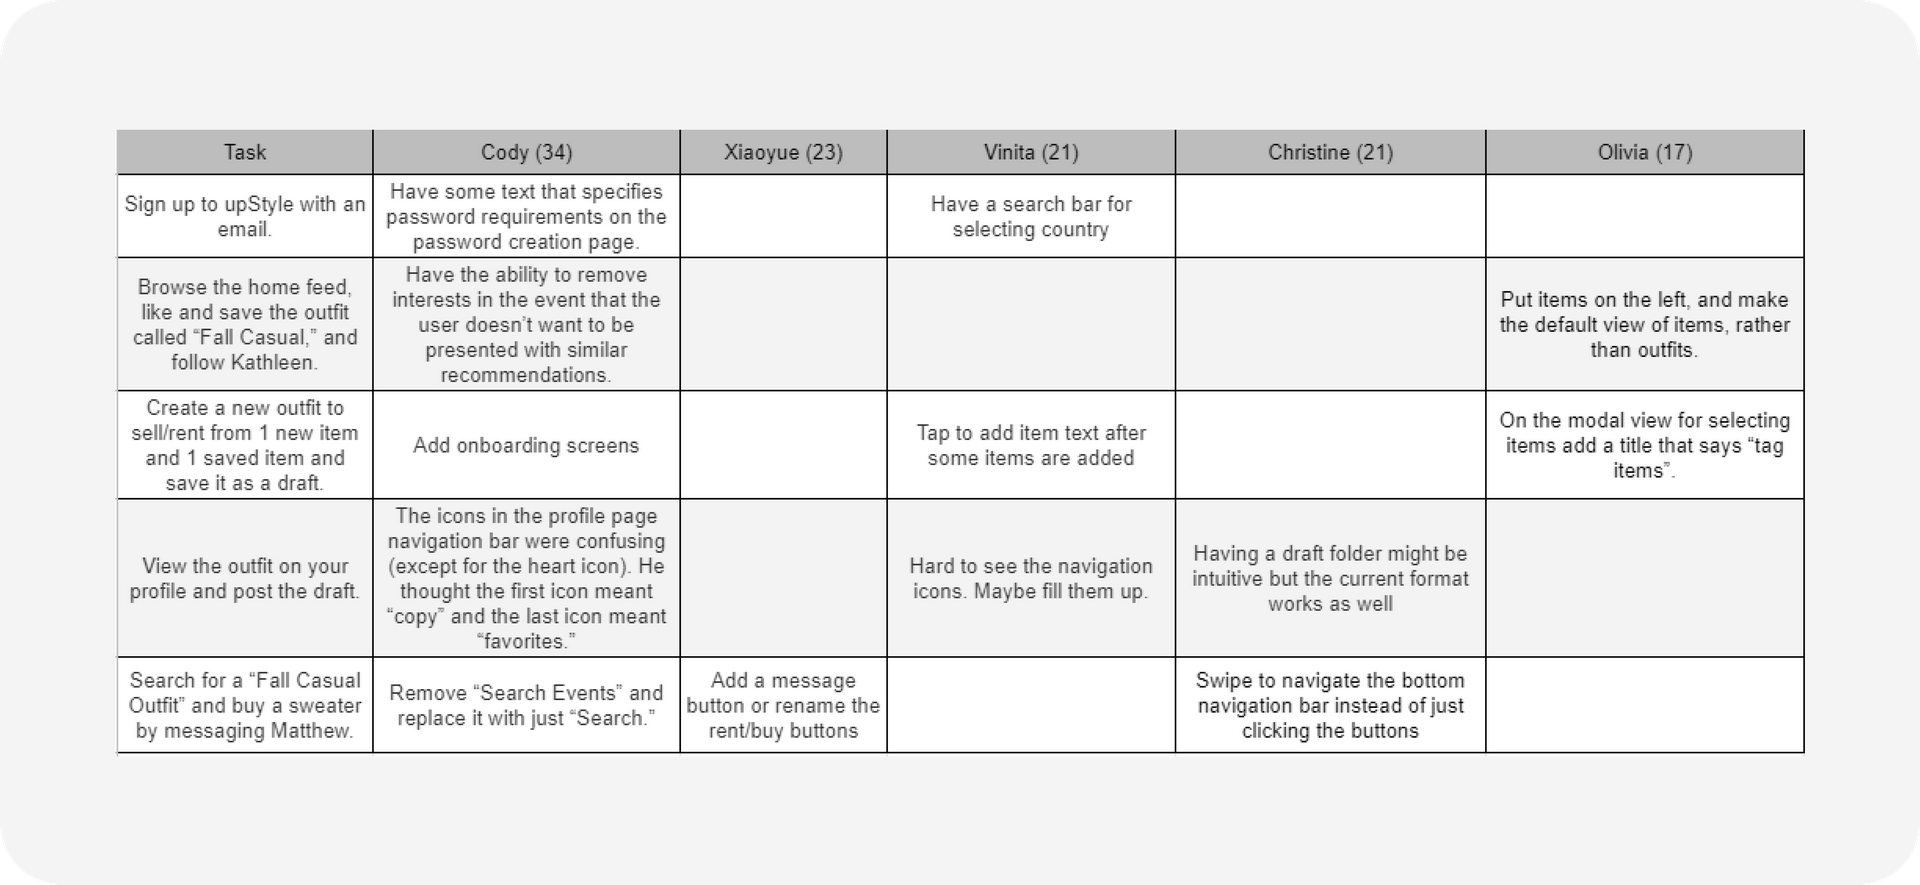 Task
Cody (34)
Xiaoyue (23)
Vinita (21)
Christine (21)
Olivia (17)
Sign up to upStyle with an
email.
Have some text that specifies
password requirements on the
password creation page.
Have a search bar for
selecting country
Browse the home feed,
like and save the outfit
called “Fall Casual,” and
follow Kathleen.
Have the ability to remove
interests in the event that the
user doesn’t want to be
presented with similar
recommendations.
Put items on the left, and make
the default view of items, rather
than outfits.
Create a new outfit to
sell/rent from 1 new item
and 1 saved item and
save it as a draft.
Add onboarding screens
Tap to add item text after
some items are added
On the modal view for selecting
items add a title that says “tag
items”.
View the outfit on your
profile and post the draft.
The icons in the profile page
navigation bar were confusing
(except for the heart icon). He
thought the first icon meant
“copy” and the last icon meant
“favorites.”
Hard to see the navigation
icons. Maybe fill them up.
Having a draft folder might be
intuitive but the current format
works as well
Search for a “Fall Casual
Outfit” and buy a sweater
by messaging Matthew.
Remove “Search Events” and
replace it with just “Search.”
Add a message
button or rename the
rent/buy buttons
Swipe to navigate the bottom
navigation bar instead of just
clicking the buttons